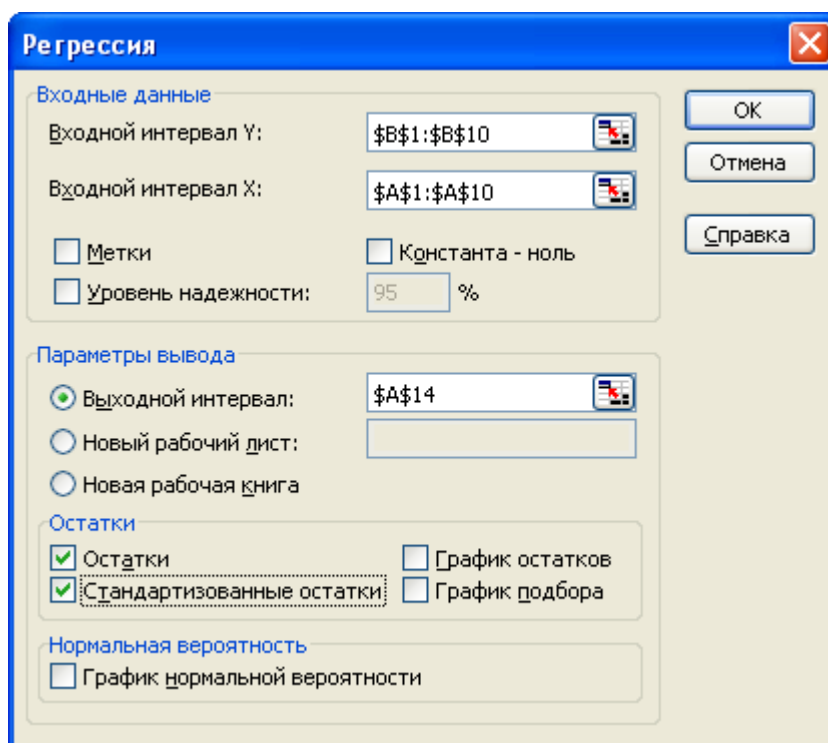 Регрессия
Входные данные
Входной интервал Y: $B$1:$B$10
Входной интервал X: $A$1:$A$10
Метки Константа - ноль
Уровень надежности: 95 %
ОК
Отмена
Справка
Параметры вывода
Выходной интервал: $A$14
Новый рабочий лист:
Новая рабочая книга
Остатки
Остатки График остатков
Стандартизованные остатки График подбора
Нормальная вероятность
График нормальной вероятности